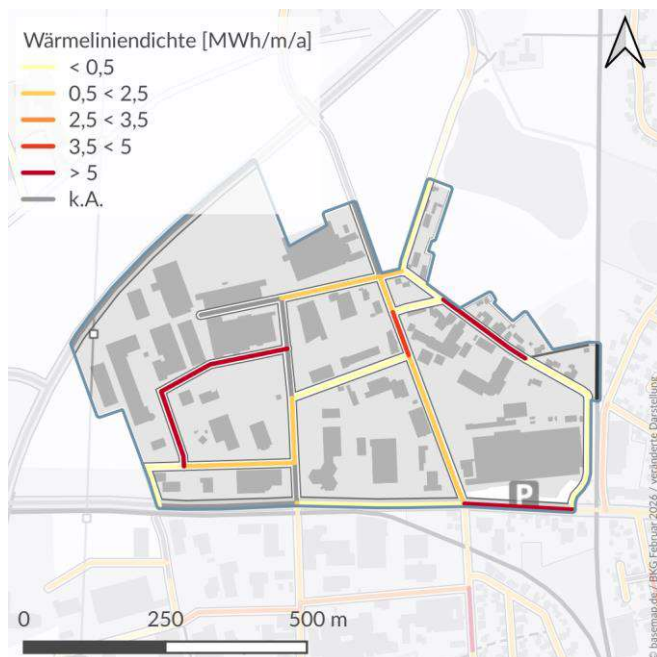 Wärmeliniendichte [MWh/m/a]
< 0,5
0,5 < 2,5
2,5 < 3,5
3,5 < 5
> 5
k.A.
P
0 250 500 m
© basemap.de / BKG Februar 2026 / veränderte Darstellung